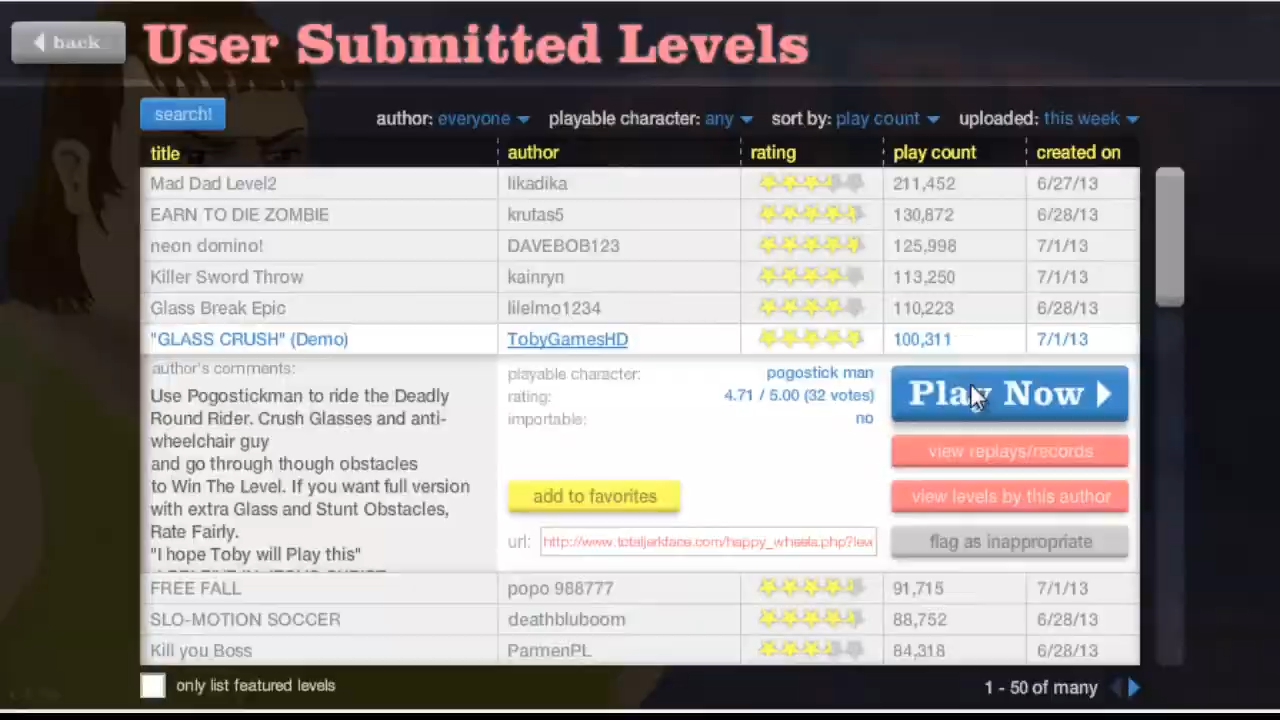 back
User Submitted Levels
search!
author: everyone playable character: any sort by: play count uploaded: this week
title author rating play count created on
Mad Dad Level2 likadika 211,452 6/27/13
EARN TO DIE ZOMBIE krutas5 130,872 6/28/13
neon domino! DAVEBOB123 125,998 7/1/13
Killer Sword Throw kainryn 113,250 7/1/13
Glass Break Epic lilelmo1234 110,223 6/28/13
"GLASS CRUSH" (Demo) TobyGamesHD 100,311 7/1/13
author's comments:
Use Pogostickman to ride the Deadly
Round Rider. Crush Glasses and anti-
wheelchair guy
and go through though obstacles
to Win The Level. If you want full version
with extra Glass and Stunt Obstacles,
Rate Fairly.
"I hope Toby will Play this"
playable character: pogostick man
rating: 4.71 / 5.00 (32 votes)
importable: no
add to favorites
url: http://www.totaljerkface.com/happy_wheels.php?lev
Play Now
view replays/records
view levels by this author
flag as inappropriate
FREE FALL popo 988777 91,715 7/1/13
SLO-MOTION SOCCER deathbluboom 88,752 6/28/13
Kill you Boss ParmenPL 84,318 6/28/13
only list featured levels
1 - 50 of many